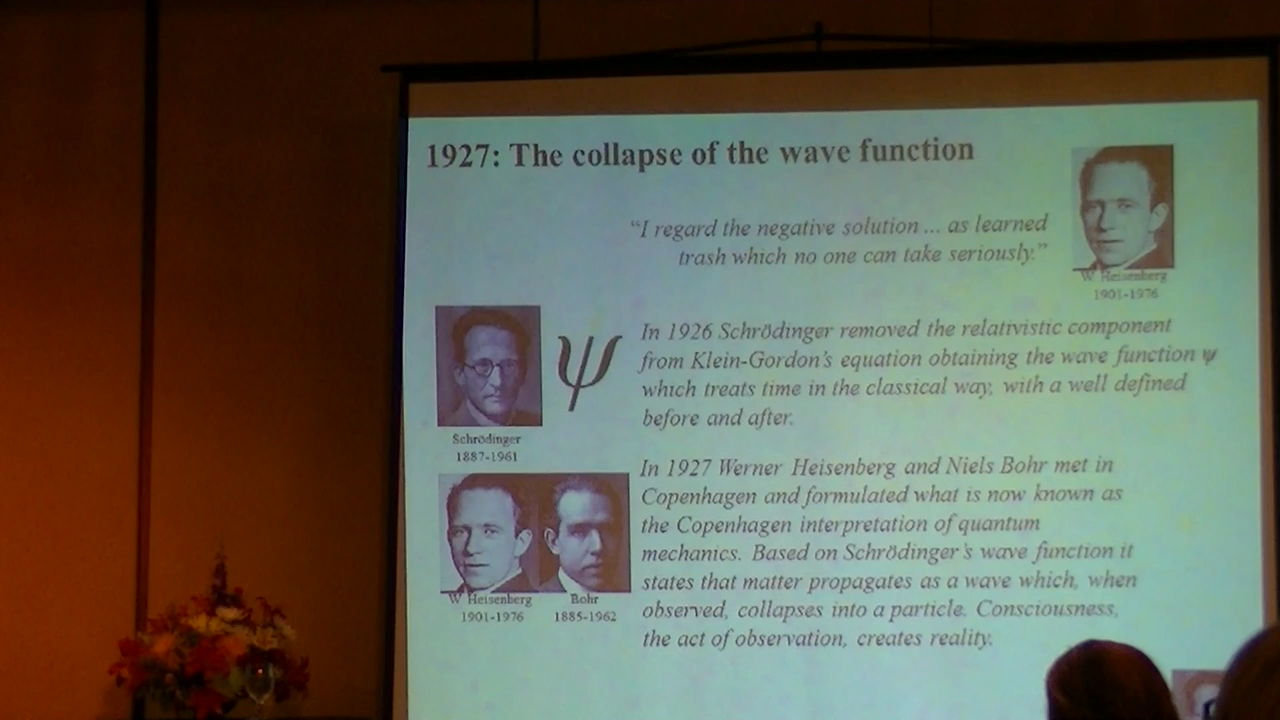 1927: The collapse of the wave function
“I regard the negative solution ... as learned
trash which no one can take seriously.”
W Heisenberg
1901-1976
In 1926 Schrödinger removed the relativistic component
from Klein-Gordon's equation obtaining the wave function ψ
which treats time in the classical way, with a well defined
before and after.
ψ
Schrödinger
1887-1961
In 1927 Werner Heisenberg and Niels Bohr met in
Copenhagen and formulated what is now known as
the Copenhagen interpretation of quantum
mechanics. Based on Schrödinger's wave function it
states that matter propagates as a wave which, when
observed, collapses into a particle. Consciousness,
the act of observation, creates reality.
W Heisenberg
1901-1976
Bohr
1885-1962